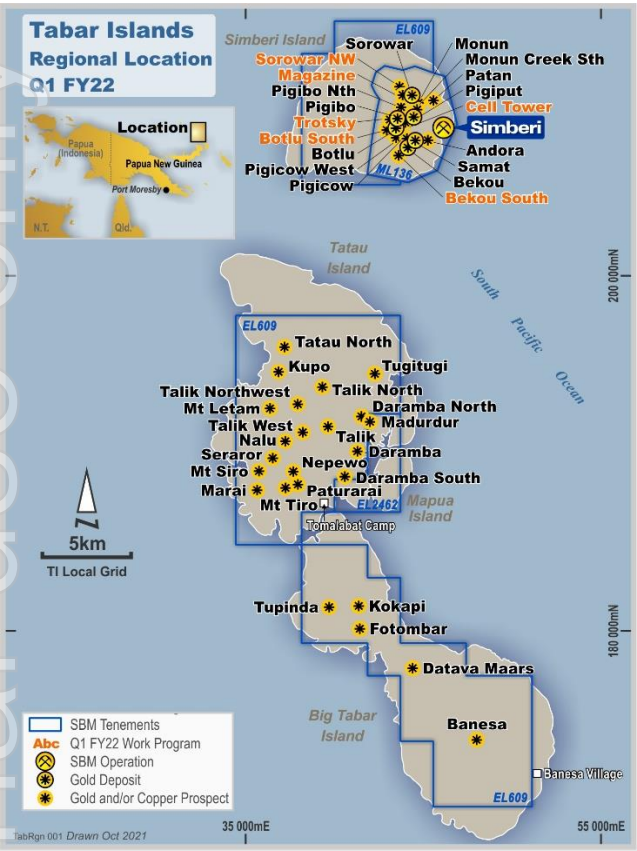 Tabar Islands
Regional Location
Q1 FY22
Location
Papua
(Indonesia)
Papua New Guinea
Port Moresby
N.T.
Qld.
Simberi Island
EL609
Sorowar
Sorowar NW
Magazine
Pigibo Nth
Pigibo
Trotsky
Botlu South
Botlu
Pigicow West
Pigicow
Monun
Monun Creek Sth
Patan
Pigiput
Cell Tower
Simberi
Andora
Samat
Bekou
Bekou South
ML136
Tatau
Island
South Pacific Ocean
200 000mN
EL609
Tatau North
Kupo
Tugitugi
Talik North
Talik Northwest
Mt Letam
Daramba North
Madurdur
Talik West
Talik
Nalu
Daramba
Seraror
Nepewo
Mt Siro
Daramba South
Marai
Paturarai
Mt Tiro
EL2462
Mapua
Island
Tomalabat Camp
N
5km
TI Local Grid
Tupinda
Kokapi
Fotombar
180 000mN
Datava Maars
Big Tabar
Island
Banesa
Banesa Village
EL609
SBM Tenements
Abc Q1 FY22 Work Program
SBM Operation
Gold Deposit
Gold and/or Copper Prospect
TabRgn 001 Drawn Oct 2021
35 000mE
55 000mE